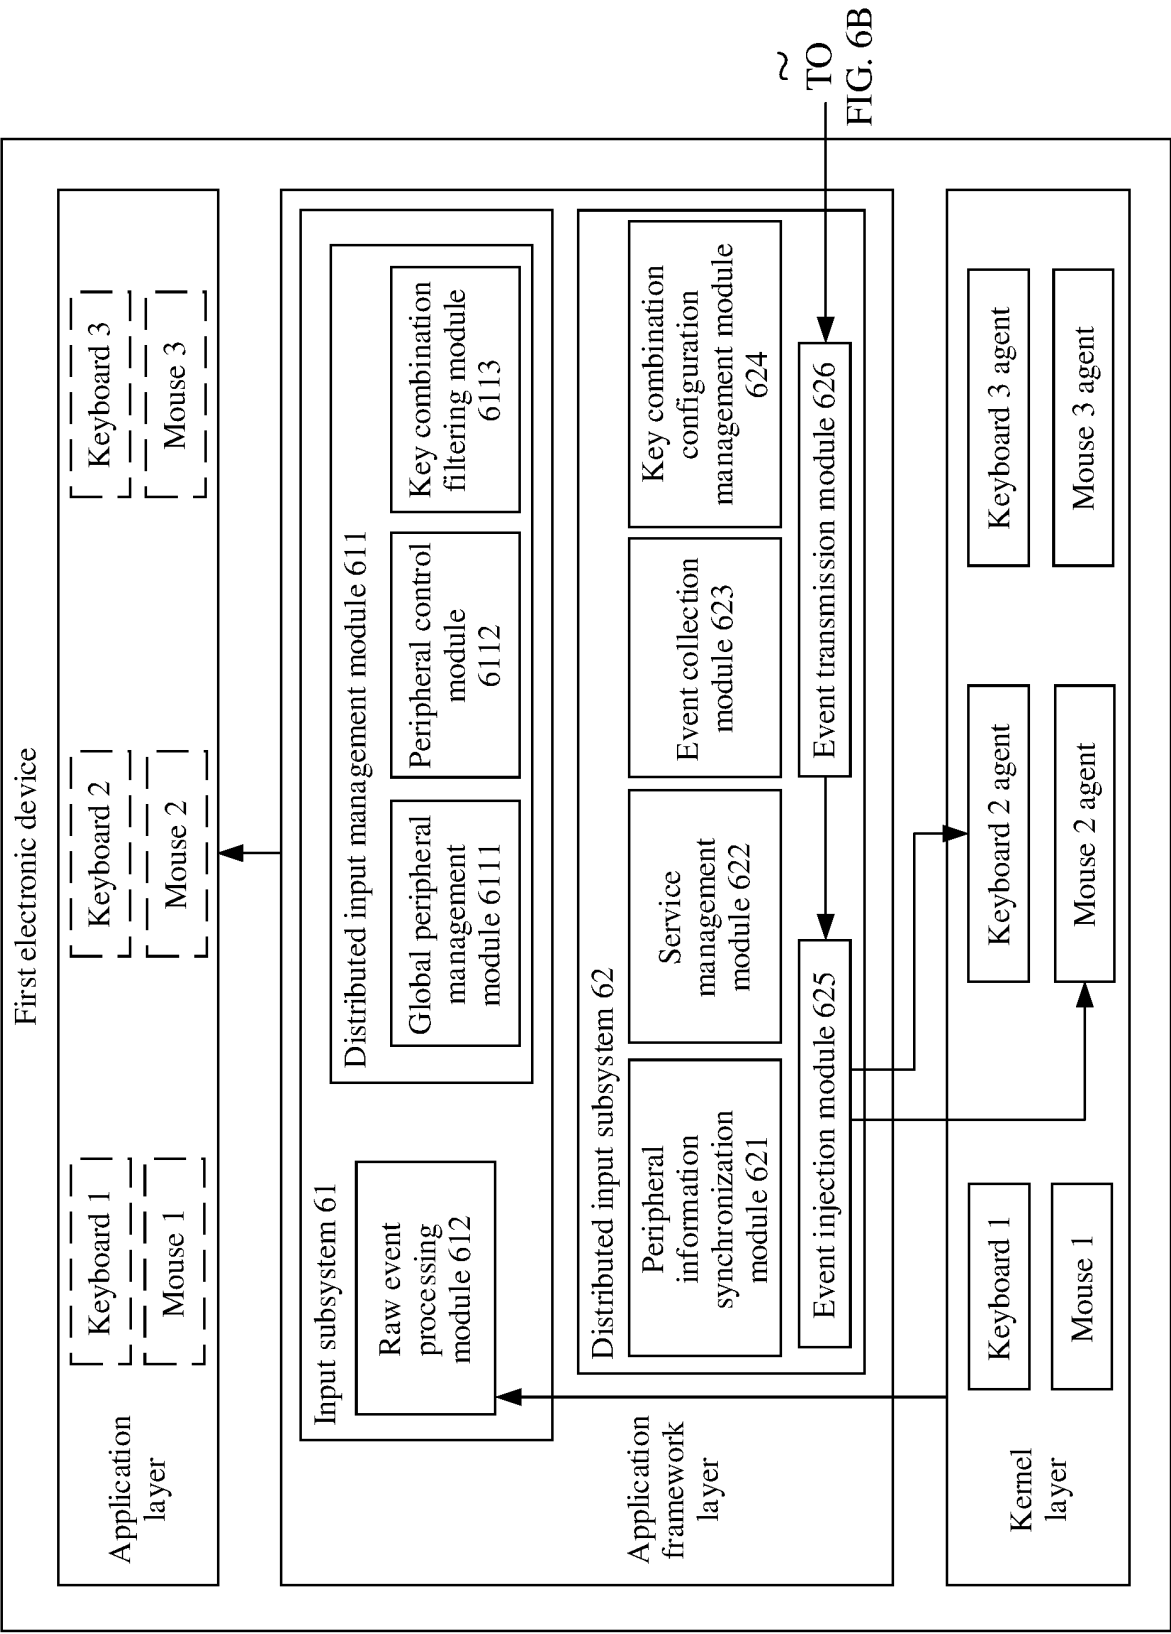 First electronic device
Application
layer
Keyboard 1
Mouse 1
Keyboard 2
Mouse 2
Keyboard 3
Mouse 3
Application
framework
layer
Input subsystem 61
Raw event
processing
module 612
Distributed input management module 611
Global peripheral
management
module 6111
Peripheral control
module
6112
Key combination
filtering module
6113
Distributed input subsystem 62
Peripheral
information
synchronization
module 621
Service
management
module 622
Event collection
module 623
Key combination
configuration
management module
624
Event injection module 625
Event transmission module 626
~
TO
FIG. 6B
Kernel
layer
Keyboard 1
Mouse 1
Keyboard 2 agent
Mouse 2 agent
Keyboard 3 agent
Mouse 3 agent